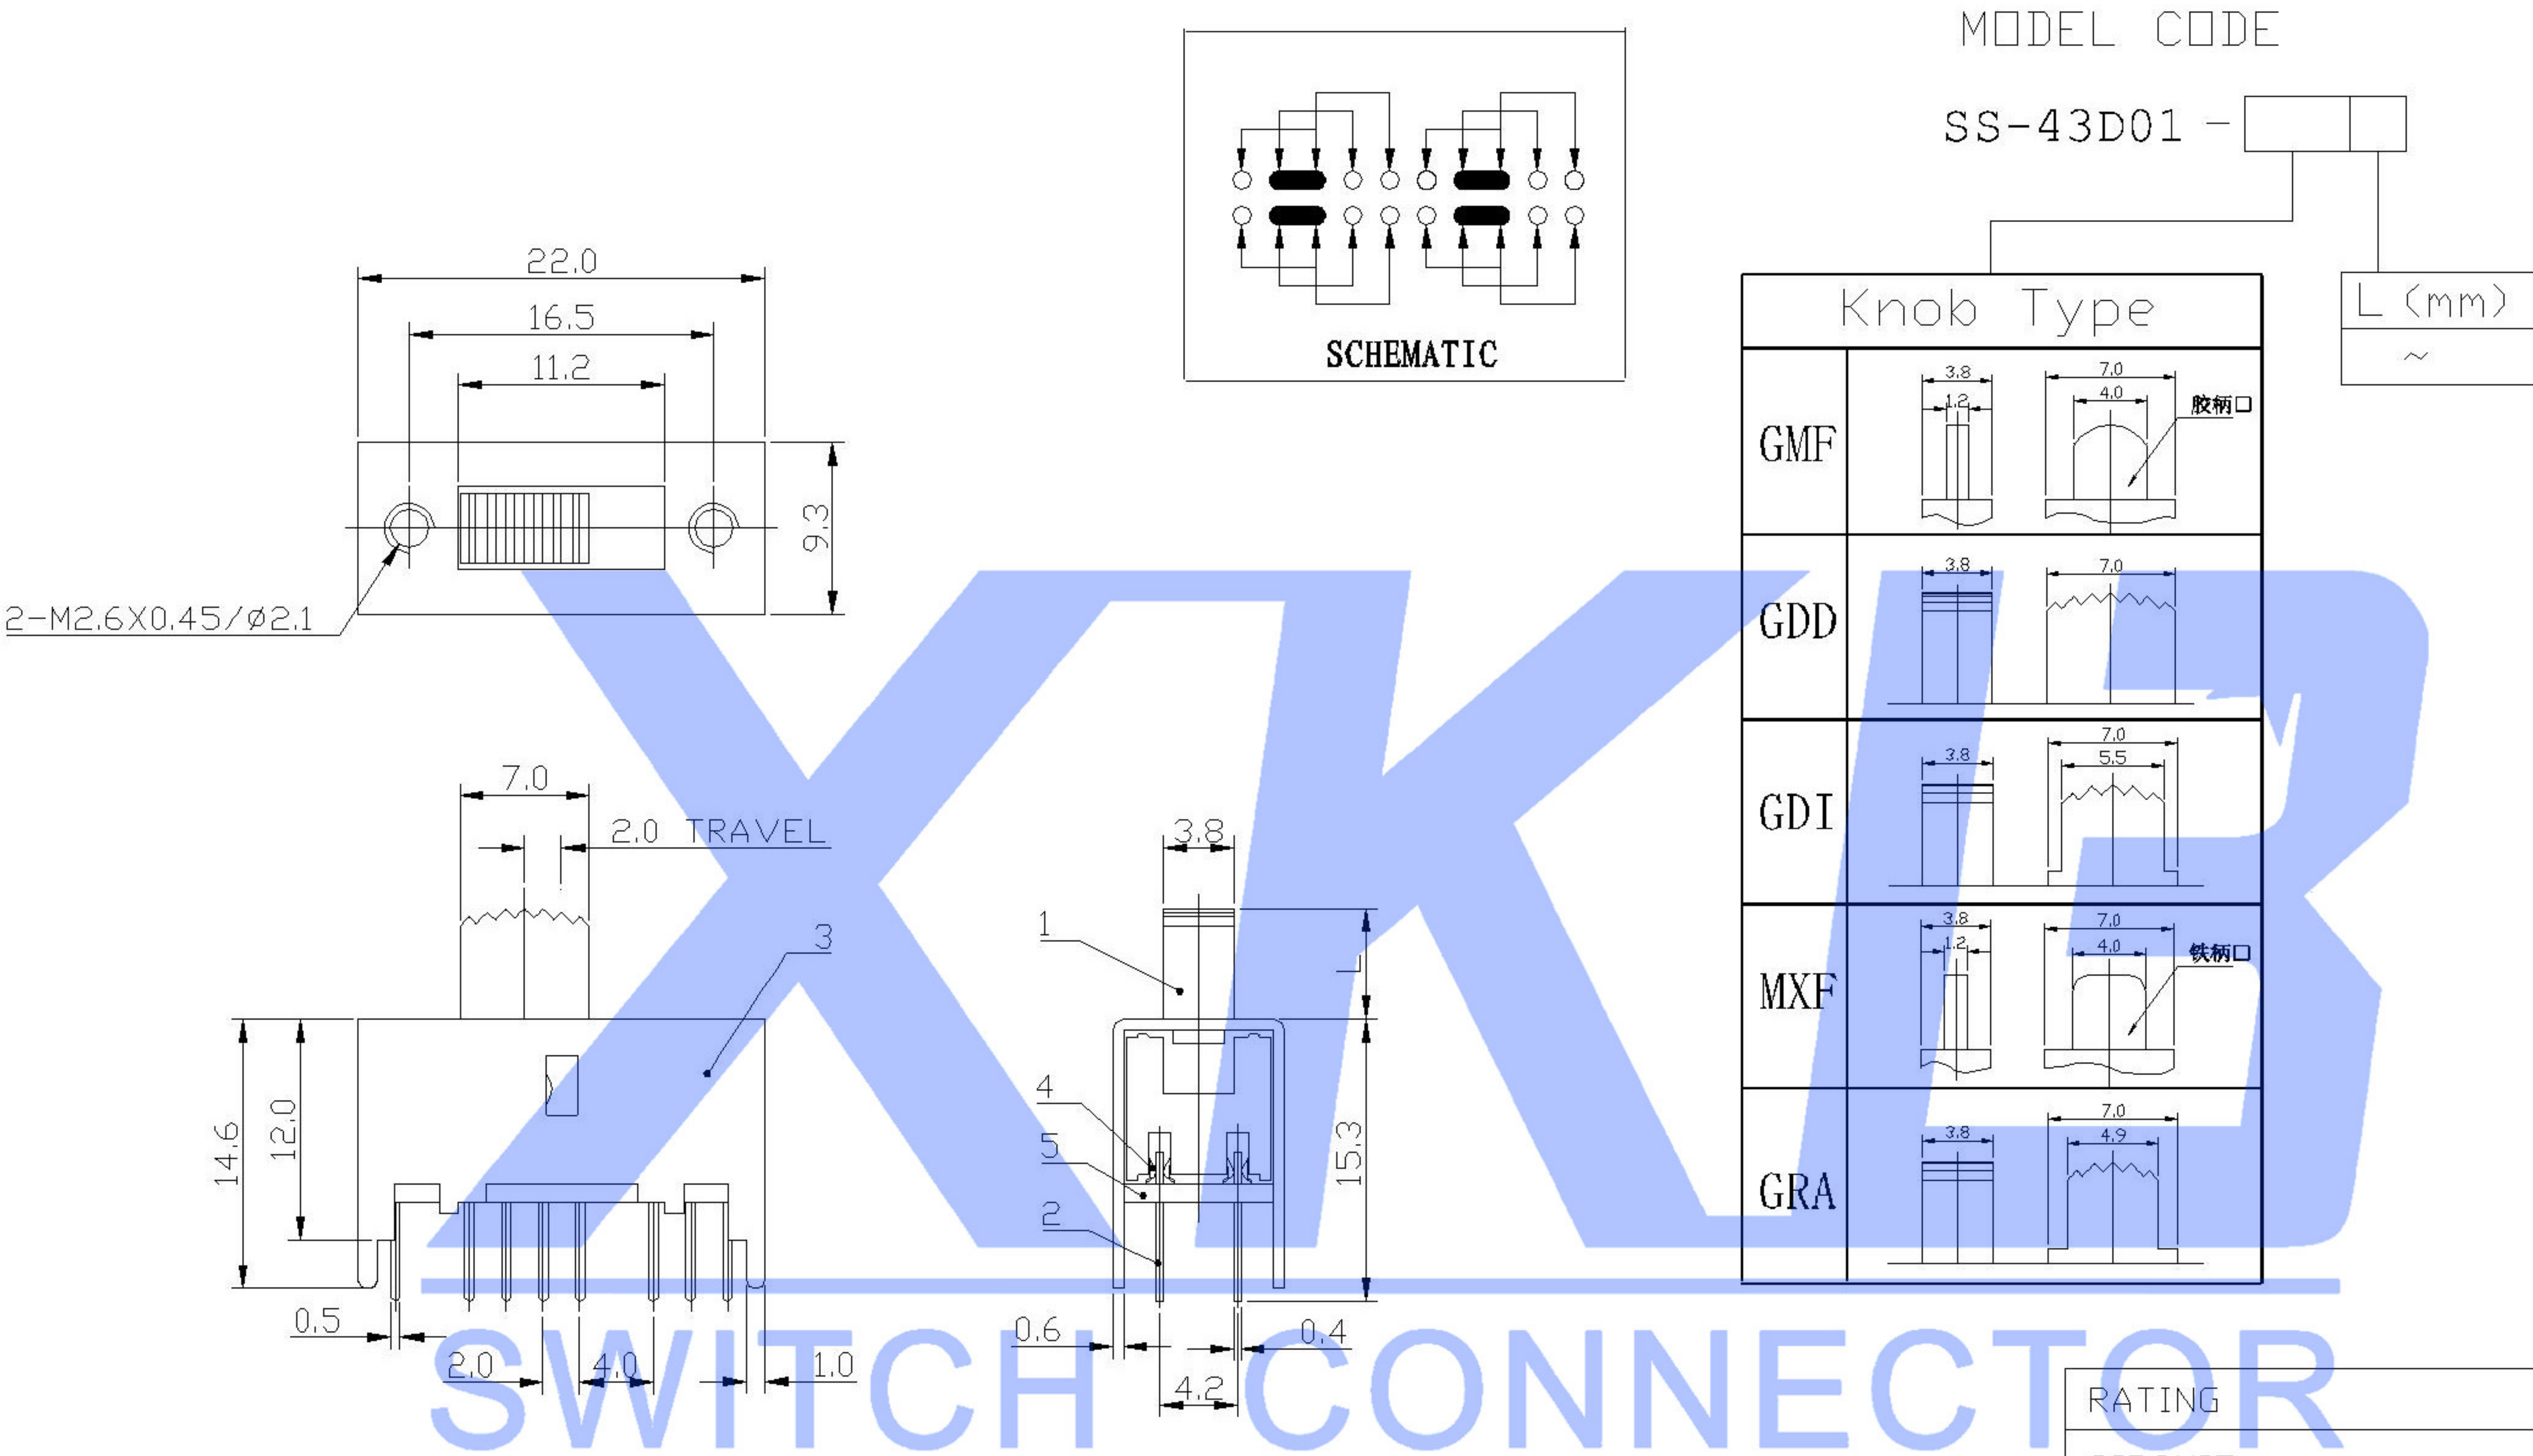 MODEL CODE
SS-43D01 -
SCHEMATIC
22.0
16.5
11.2
9.3
2-M2.6X0.45/Ø2.1
7.0
2.0 TRAVEL
3
14.6
12.0
0.5
2.0
4.0
1.0
3.8
1
L
4
5
2
15.3
0.6
0.4
4.2
Knob Type
L (mm)
~
GMF
3.8
1.2
7.0
4.0
胶柄口
GDD
3.8
7.0
GDI
3.8
7.0
5.5
MXF
3.8
1.2
7.0
4.0
铁柄口
GRA
3.8
7.0
4.9
XKB
SWITCH CONNECTOR
RATING